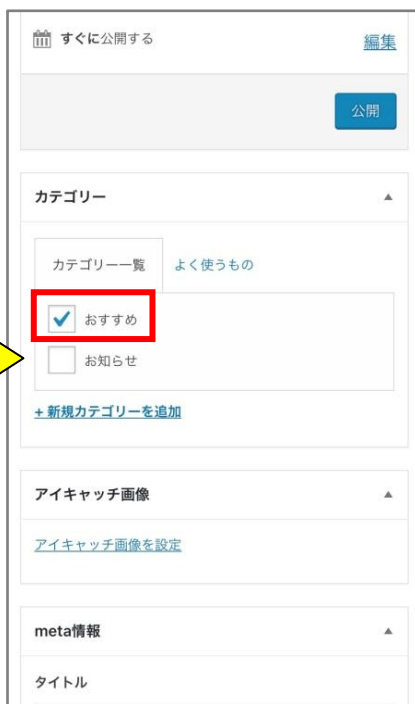 すぐに公開する 編集
公開
カテゴリー
カテゴリー一覧 よく使うもの
おすすめ
お知らせ
+ 新規カテゴリーを追加
アイキャッチ画像
アイキャッチ画像を設定
meta情報
タイトル